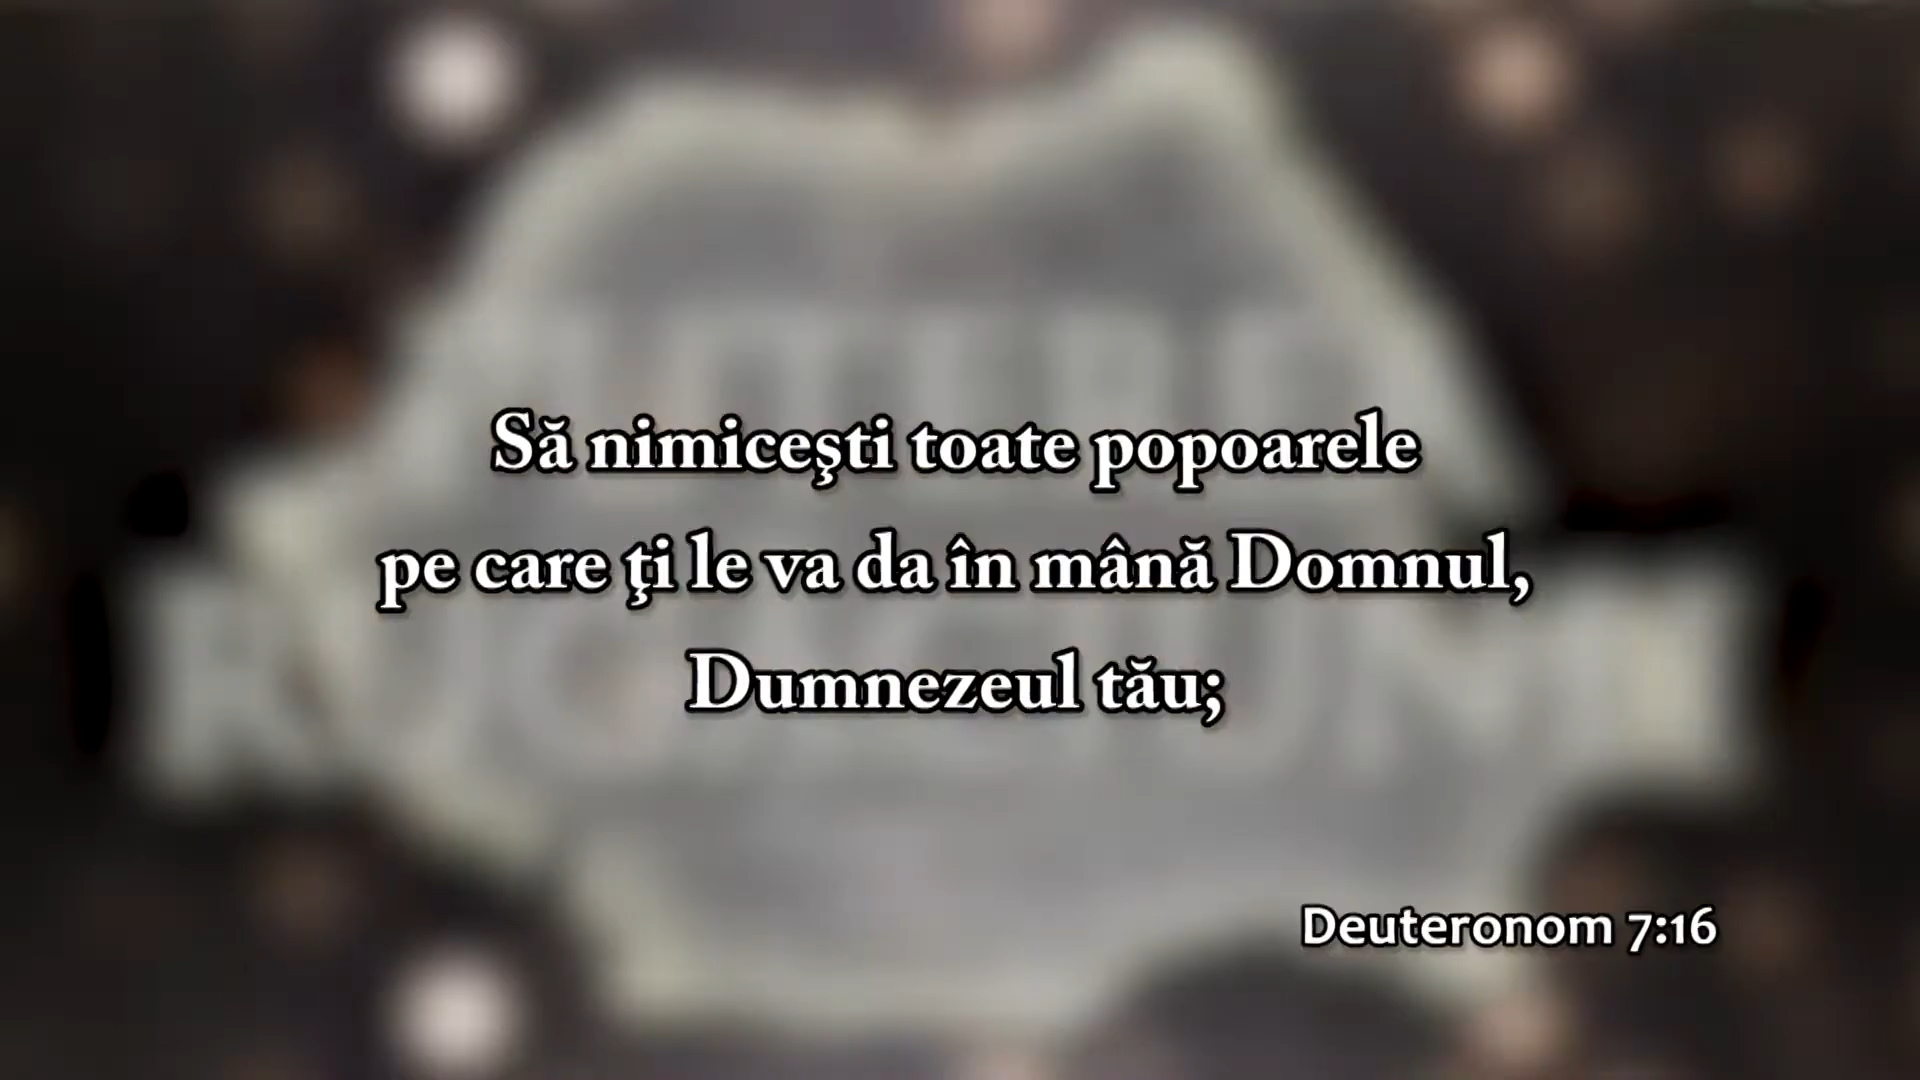 Să nimiceşti toate popoarele
pe care ţi le va da în mână Domnul,
Dumnezeul tău;
Deuteronom 7:16